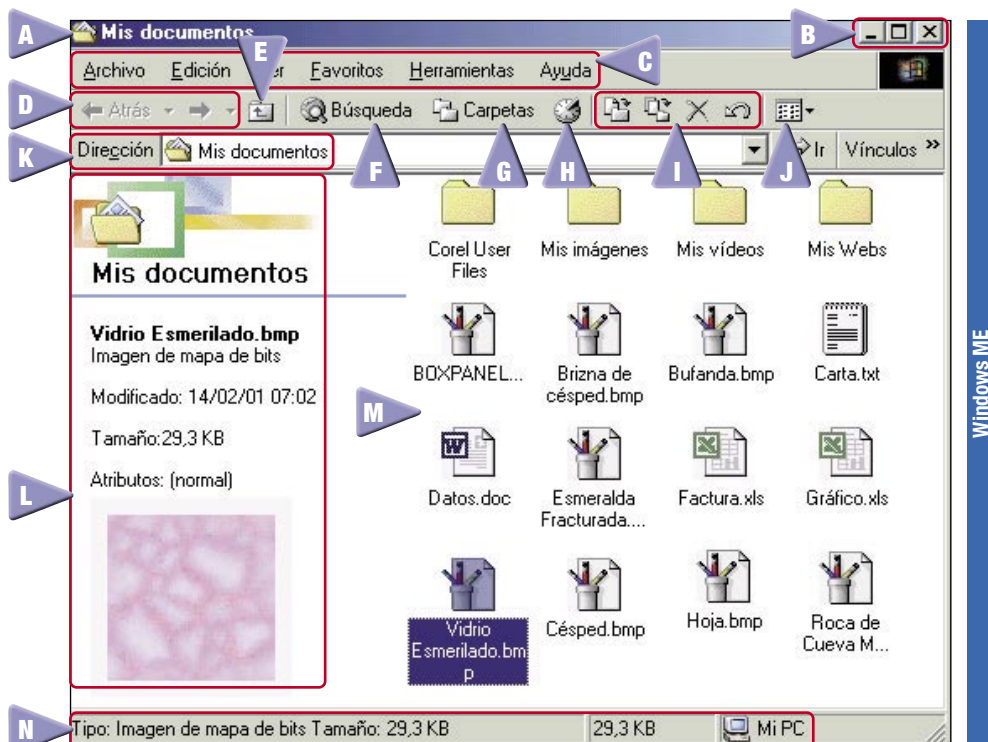 A Mis documentos B
E
Archivo Edición er Favoritos Herramientas Ayuda C
D Atrás Búsqueda Carpetas
K Dirección Mis documentos Ir Vínculos »
F G H I J
Mis documentos
Vidrio Esmerilado.bmp
Imagen de mapa de bits
Modificado: 14/02/01 07:02
Tamaño:29,3 KB
Atributos: (normal)
L
M
Corel User
Files
Mis imágenes
Mis vídeos
Mis Webs
BOXPANEL...
Brizna de
césped.bmp
Bufanda.bmp
Carta.txt
Datos.doc
Esmeralda
Fracturada....
Factura.xls
Gráfico.xls
Vidrio
Esmerilado.bm
p
Césped.bmp
Hoja.bmp
Roca de
Cueva M...
N Tipo: Imagen de mapa de bits Tamaño: 29,3 KB 29,3 KB Mi PC
Windows ME